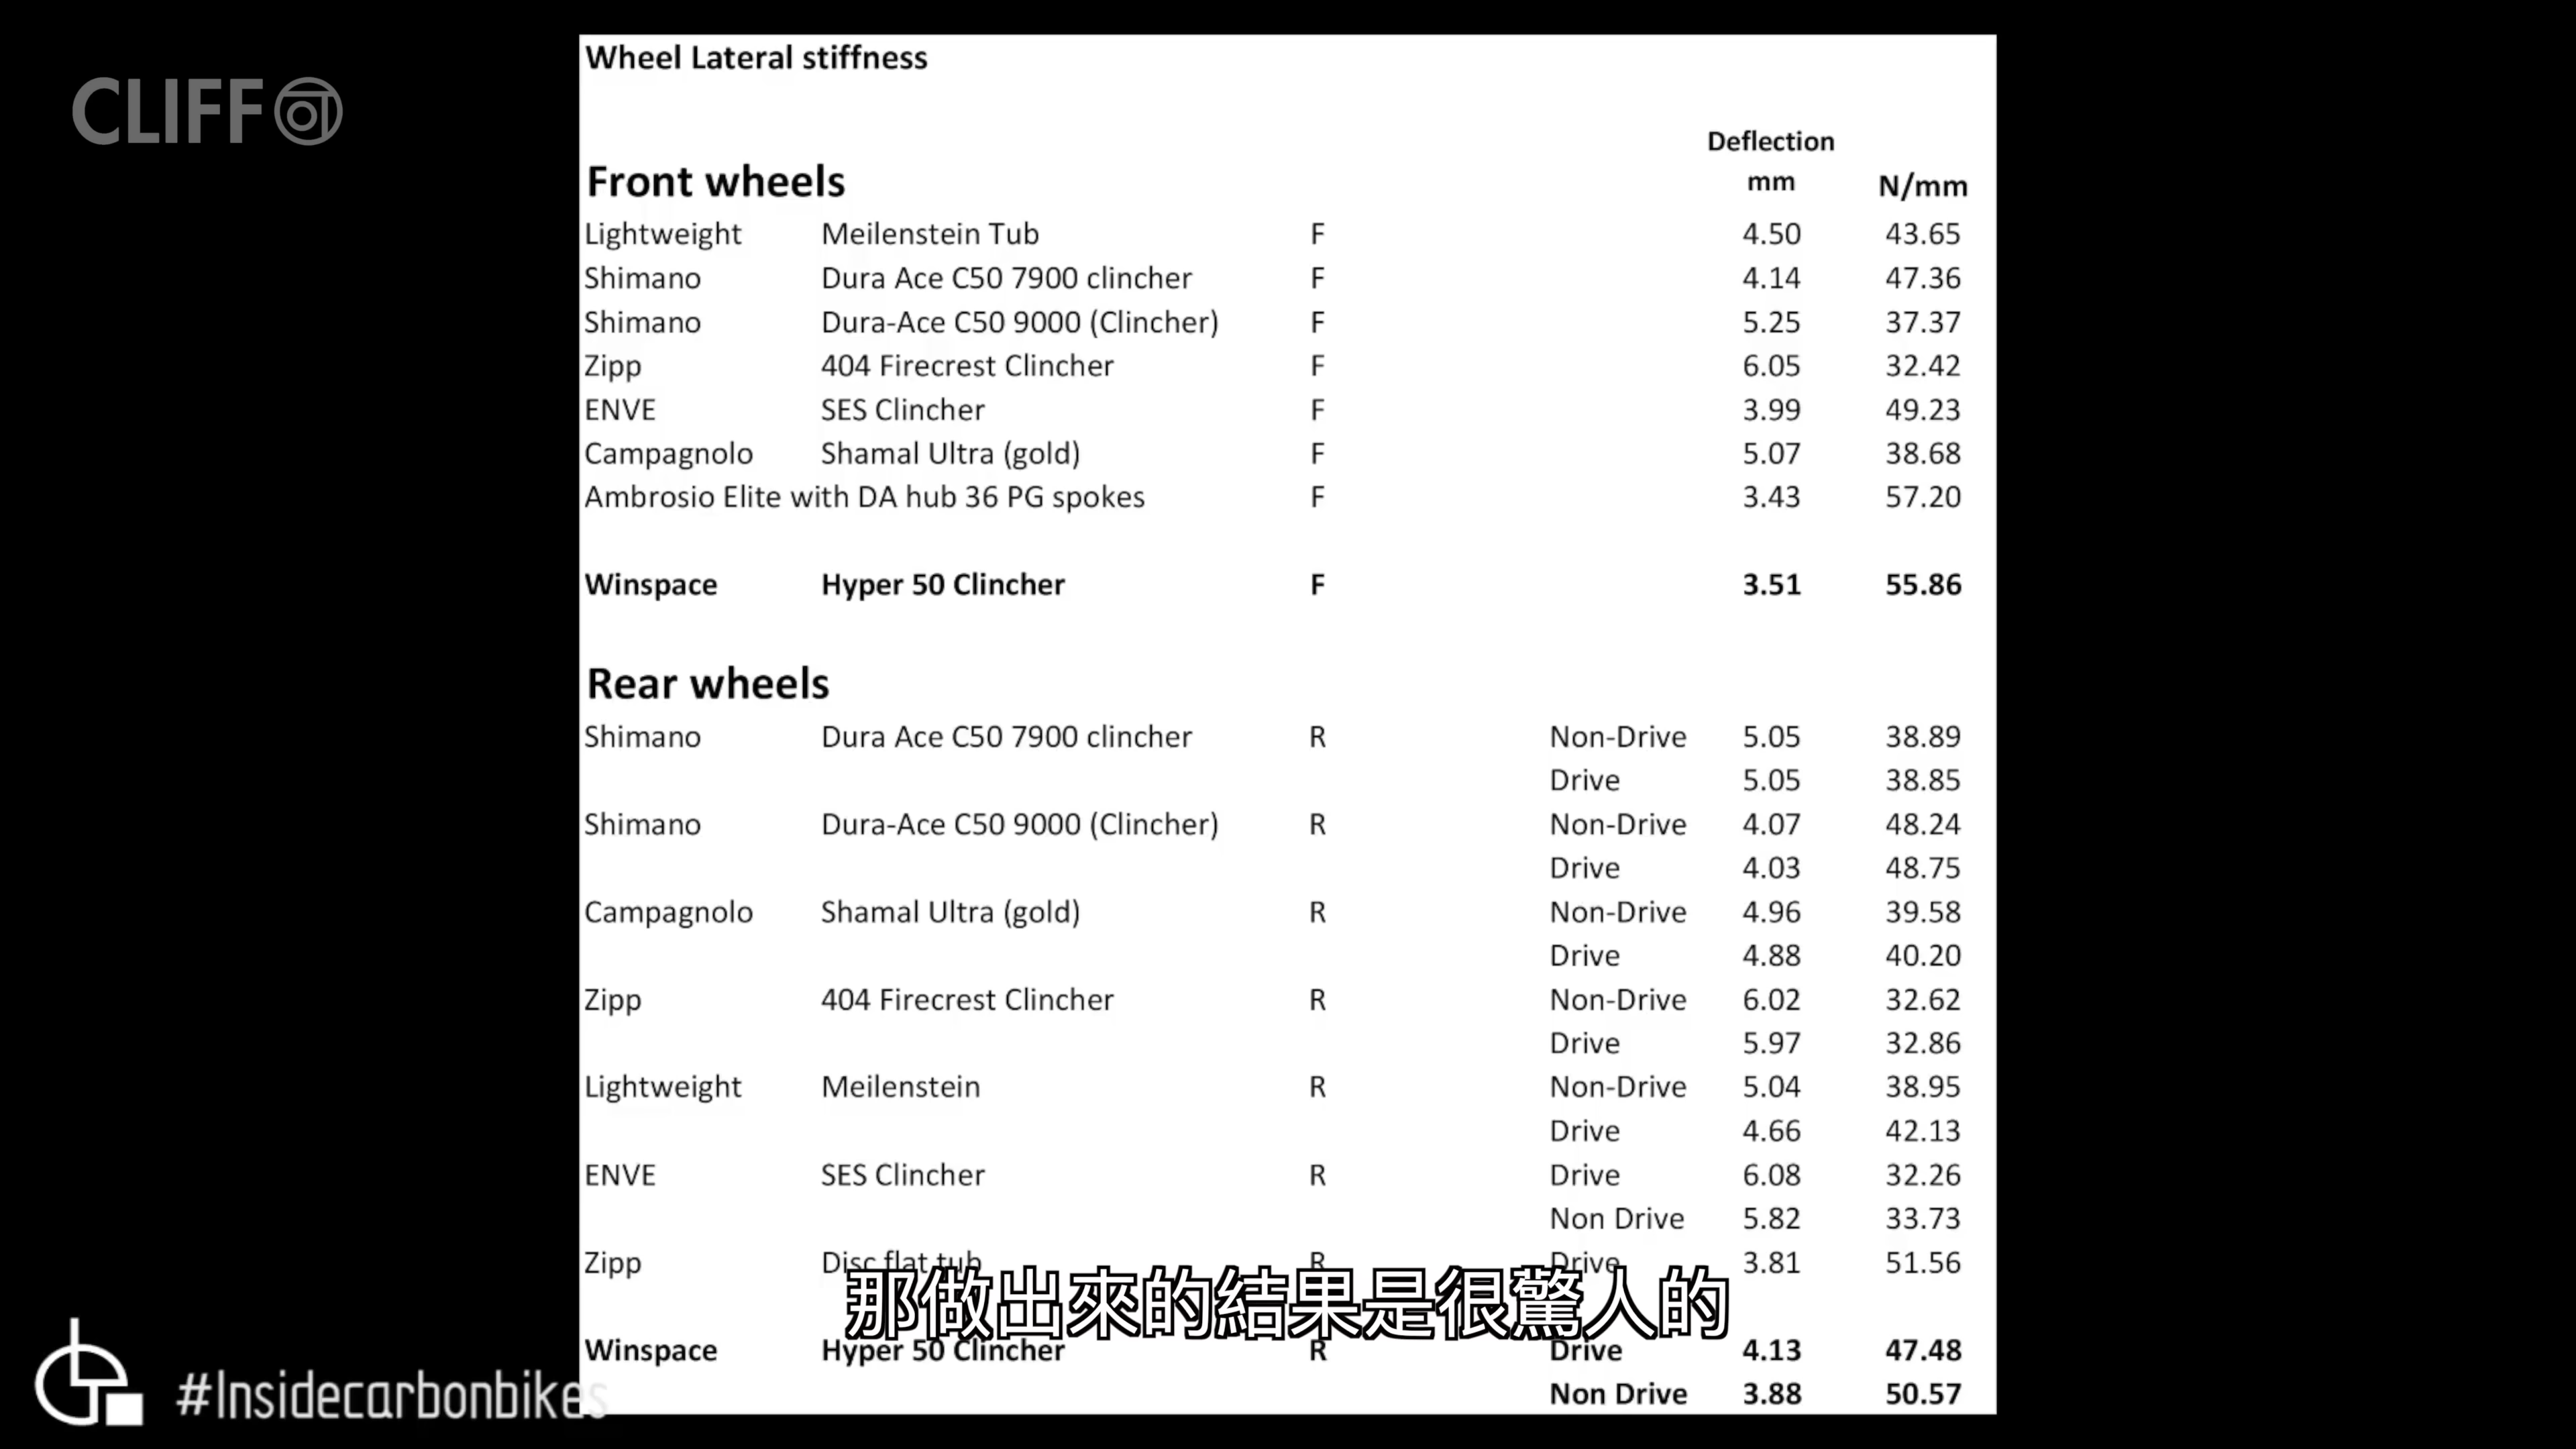 CLIFF
Wheel Lateral stiffness
Deflection
Front wheels mm N/mm
Lightweight Meilenstein Tub F 4.50 43.65
Shimano Dura Ace C50 7900 clincher F 4.14 47.36
Shimano Dura-Ace C50 9000 (Clincher) F 5.25 37.37
Zipp 404 Firecrest Clincher F 6.05 32.42
ENVE SES Clincher F 3.99 49.23
Campagnolo Shamal Ultra (gold) F 5.07 38.68
Ambrosio Elite with DA hub 36 PG spokes F 3.43 57.20
Winspace Hyper 50 Clincher F 3.51 55.86
Rear wheels
Shimano Dura Ace C50 7900 clincher R Non-Drive 5.05 38.89
Drive 5.05 38.85
Shimano Dura-Ace C50 9000 (Clincher) R Non-Drive 4.07 48.24
Drive 4.03 48.75
Campagnolo Shamal Ultra (gold) R Non-Drive 4.96 39.58
Drive 4.88 40.20
Zipp 404 Firecrest Clincher R Non-Drive 6.02 32.62
Drive 5.97 32.86
Lightweight Meilenstein R Non-Drive 5.04 38.95
Drive 4.66 42.13
ENVE SES Clincher R Drive 6.08 32.26
Non Drive 5.82 33.73
Zipp Disc flat tub R Drive 3.81 51.56
那做出來的結果是很驚人的
Winspace Hyper 50 Clincher R Drive 4.13 47.48
Non Drive 3.88 50.57
#Insidecarbonbikes